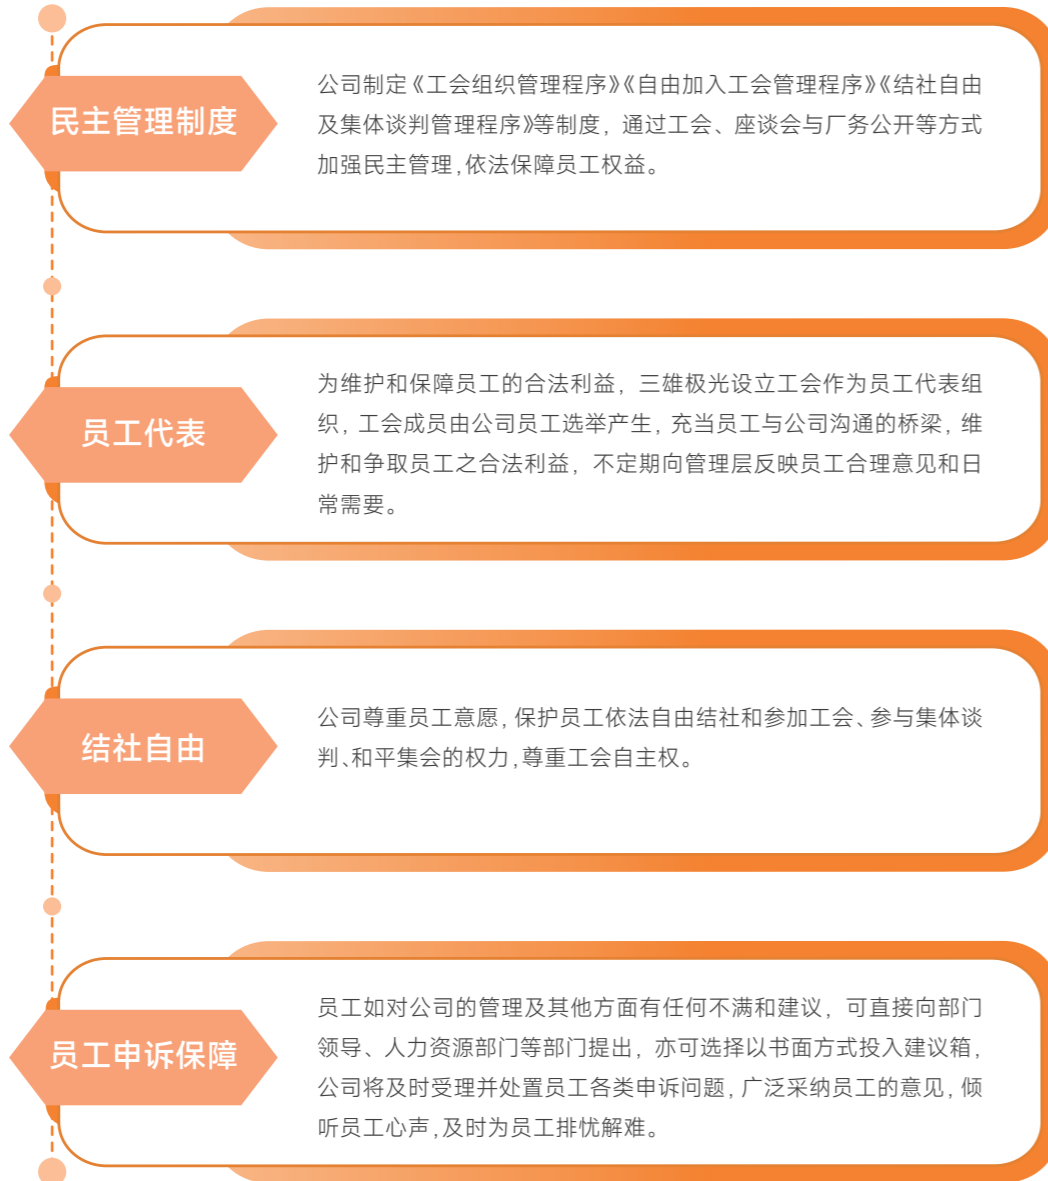 民主管理制度
公司制定《工会组织管理程序》《自由加入工会管理程序》《结社自由
及集体谈判管理程序》等制度，通过工会、座谈会与厂务公开等方式
加强民主管理，依法保障员工权益。
员工代表
为维护和保障员工的合法利益，三雄极光设立工会作为员工代表组
织，工会成员由公司员工选举产生，充当员工与公司沟通的桥梁，维
护和争取员工之合法利益，不定期向管理层反映员工合理意见和日
常需要。
结社自由
公司尊重员工意愿，保护员工依法自由结社和参加工会、参与集体谈
判、和平集会的权力，尊重工会自主权。
员工申诉保障
员工如对公司的管理及其他方面有任何不满和建议，可直接向部门
领导、人力资源部门等部门提出，亦可选择以书面方式投入建议箱，
公司将及时受理并处置员工各类申诉问题，广泛采纳员工的意见，倾
听员工心声，及时为员工排忧解难。